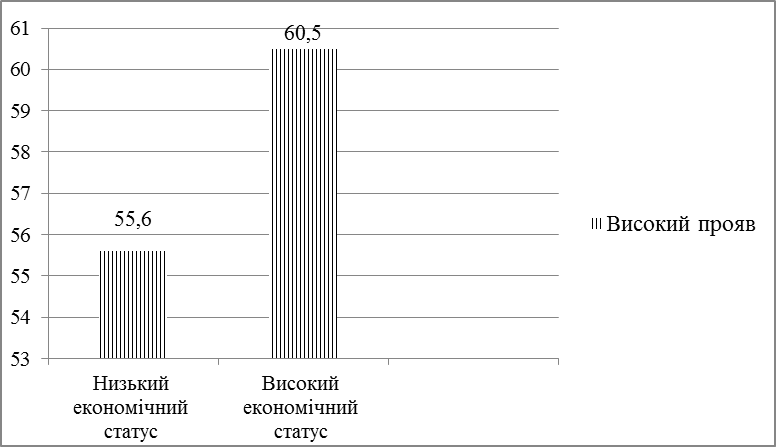 61
60
59
58
57
56
55
54
53
60,5
55,6
Високий прояв
Низький
економічний
статус
Високий
економічний
статус